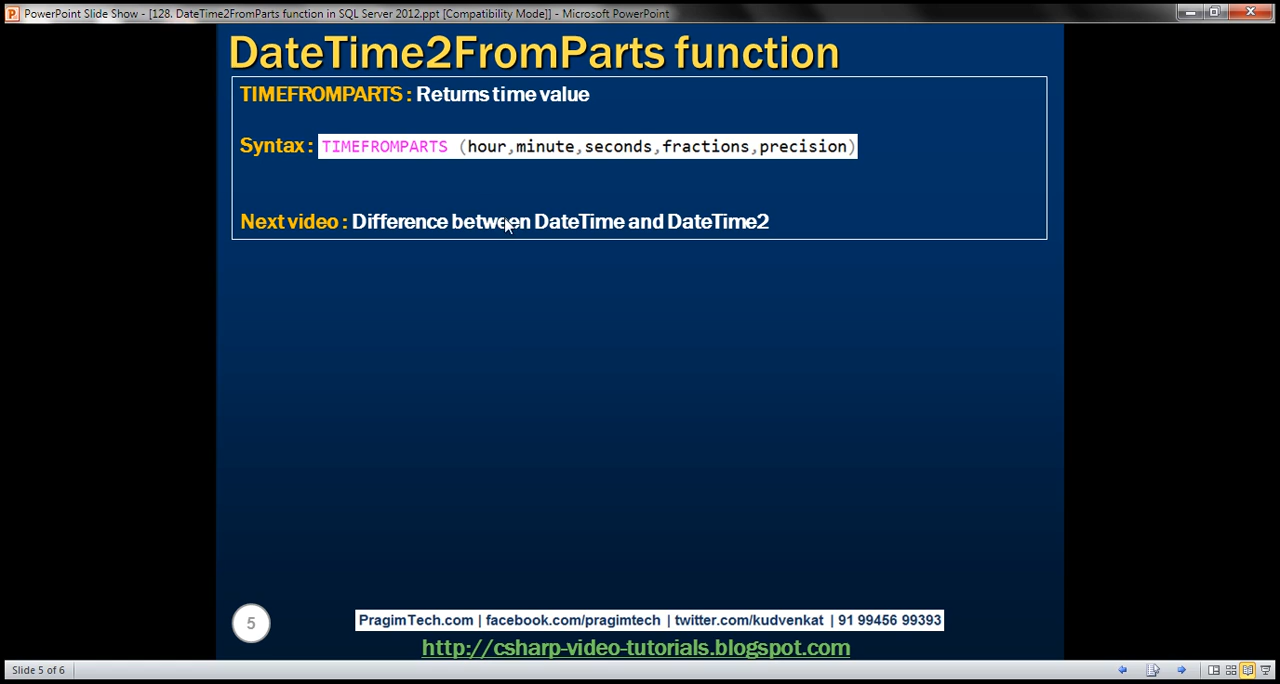 PowerPoint Slide Show - [128. DateTime2FromParts function in SQL Server 2012.ppt [Compatibility Mode]] - Microsoft PowerPoint
DateTime2FromParts function
TIMEFROMPARTS : Returns time value
Syntax : TIMEFROMPARTS (hour,minute,seconds,fractions,precision)
Next video : Difference between DateTime and DateTime2
5
PragimTech.com | facebook.com/pragimtech | twitter.com/kudvenkat | 91 99456 99393
http://csharp-video-tutorials.blogspot.com
Slide 5 of 6